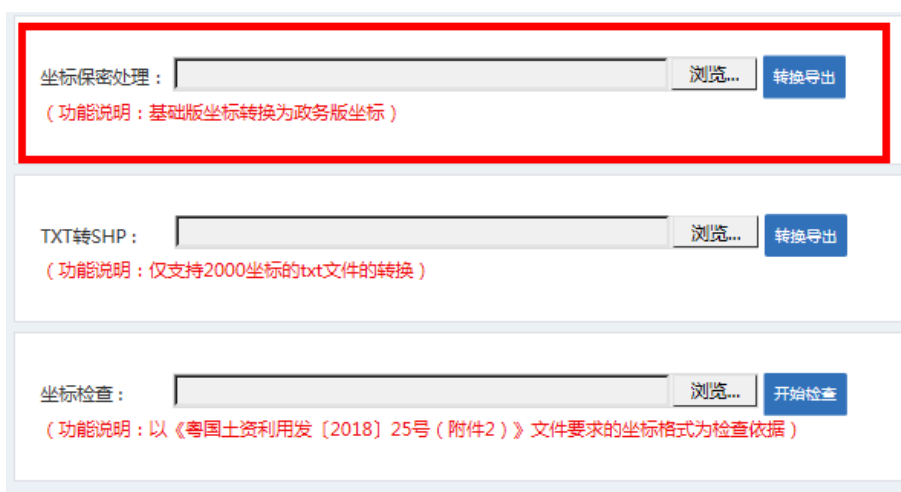 坐标保密处理： 浏览... 转换导出
（功能说明：基础版坐标转换为政务版坐标）
TXT转SHP： 浏览... 转换导出
（功能说明：仅支持2000坐标的txt文件的转换）
坐标检查： 浏览... 开始检查
（功能说明：以《粤国土资利用发〔2018〕25号（附件2）》文件要求的坐标格式为检查依据）